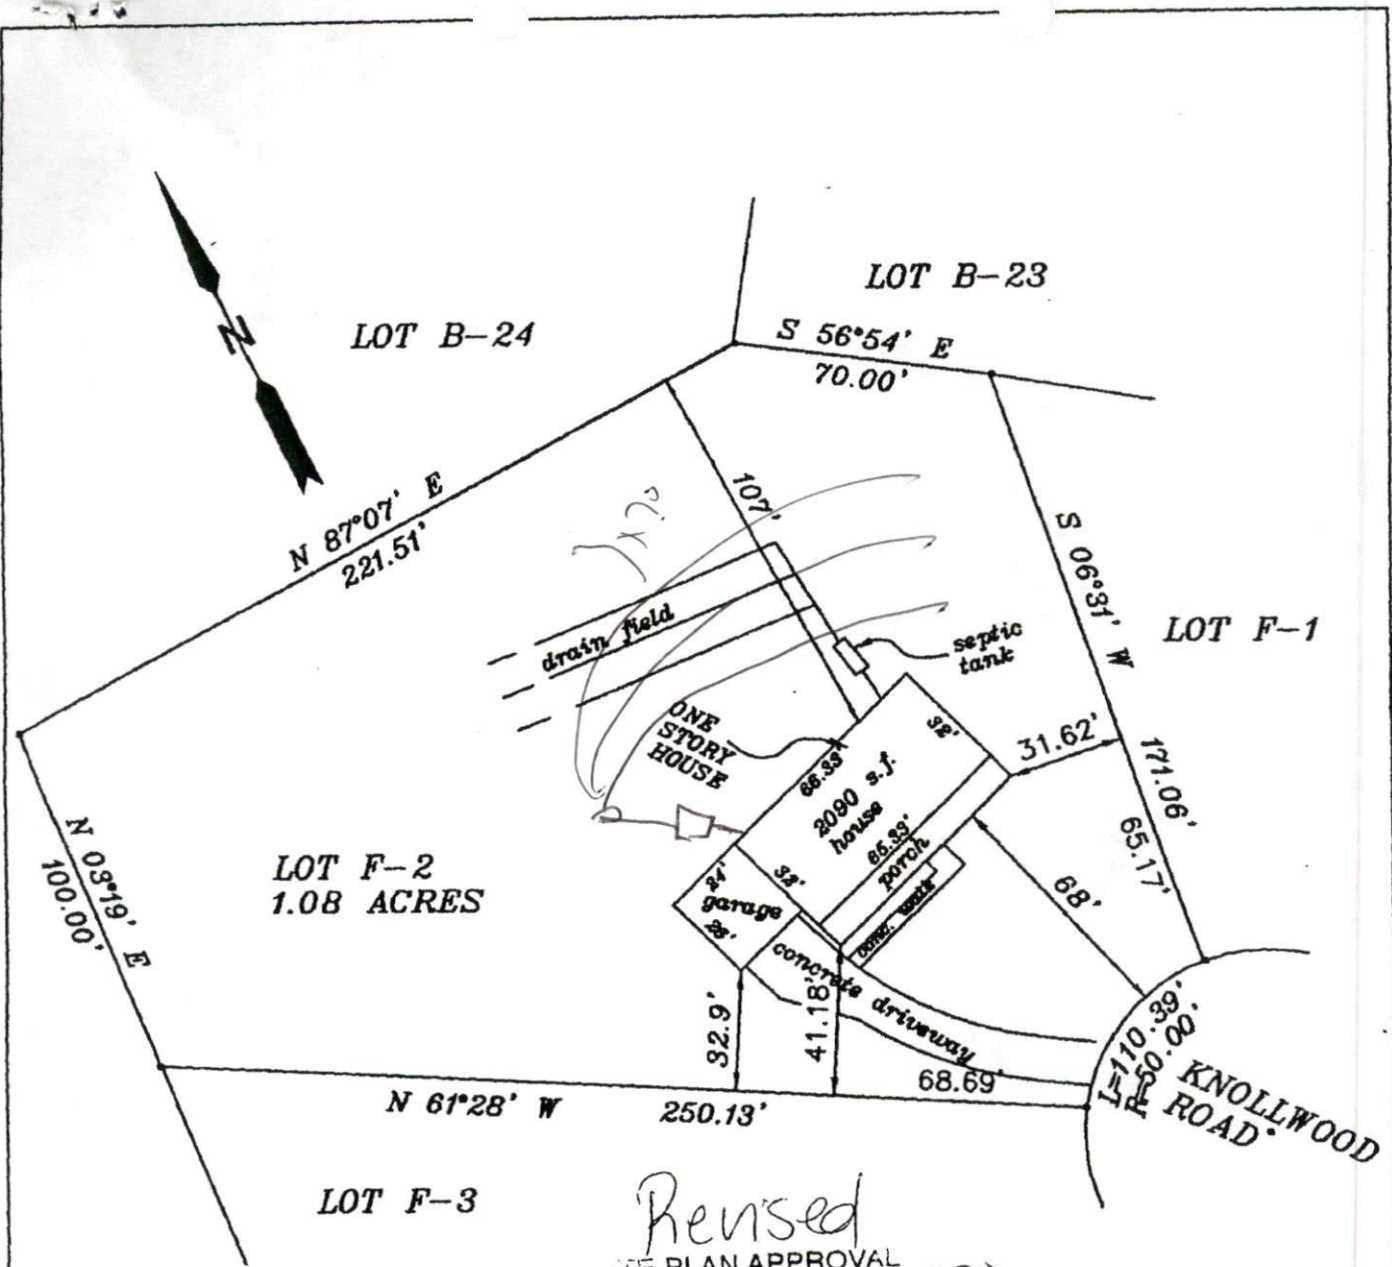 LOT B-23
S 56°54' E
70.00'
N
LOT B-24
107'
N 87°07' E
221.51'
S 06°31' W
171.06'
LOT F-1
drain field
septic
tank
ONE
STORY
HOUSE
32'
31.62'
66.33'
2090 s.f.
house
65.33'
porch
conc. walk
65.17'
68'
N 03°19' E
100.00'
LOT F-2
1.08 ACRES
24'
32'
garage
concrete driveway
32.9'
41.18'
68.69'
L=110.39'
R=50.00'
KNOLLWOOD
ROAD
N 61°28' W
250.13'
LOT F-3
Revised
PLAN APPROVAL